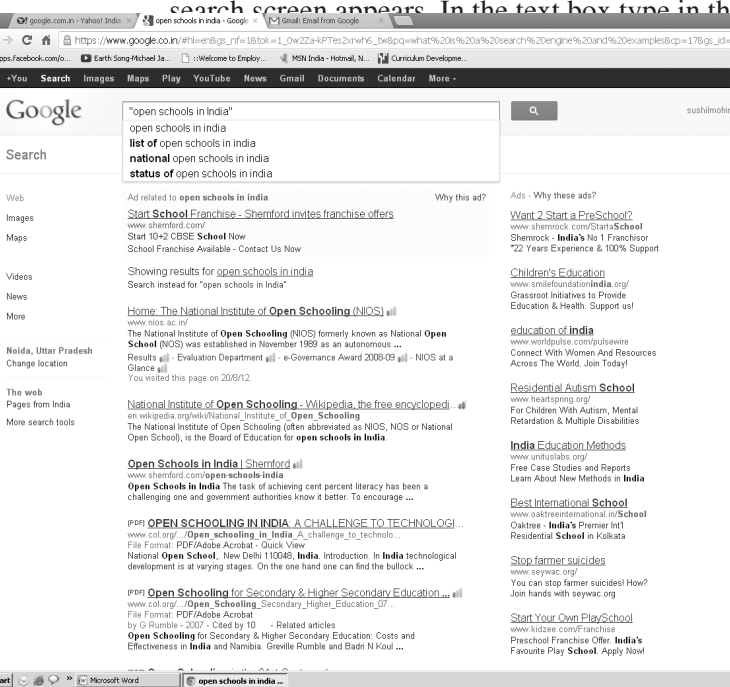 search screen appears. In the text box type in th
google.com.in - Yahoo! India
open schools in india - Google
Gmail: Email from Google
https://www.google.co.in/#hl=en&gs_nf=1&tok=1_0w2Za-kPTes2xrwh6_tw&pq=what%20is%20a%20search%20engine%20and%20examples&cp=17&gs_id=
pps.facebook.com/o...
Earth Song-Michael Ja...
::Welcome to Employ...
MSN India - Hotmail, N...
Curriculum Developme...
+You Search Images Maps Play YouTube News Gmail Documents Calendar More -
Google
"open schools in India"
sushilmohir
open schools in india
list of open schools in india
national open schools in india
status of open schools in india
Search
Web
Images
Maps
Videos
News
More
Noida, Uttar Pradesh
Change location
The web
Pages from India
More search tools
Ad related to open schools in india
Why this ad?
Start School Franchise - Shemford invites franchise offers
www.shemford.com/
Start 10+2 CBSE School Now
School Franchise Available - Contact Us Now
Showing results for open schools in india
Search instead for "open schools in India"
Home: The National Institute of Open Schooling (NIOS)
www.nios.ac.in/
The National Institute of Open Schooling (NIOS) formerly known as National Open
School (NOS) was established in November 1989 as an autonomous ...
Results - Evaluation Department - e-Governance Award 2008-09 - NIOS at a
Glance
You visited this page on 20/8/12.
National Institute of Open Schooling - Wikipedia, the free encyclopedi...
en.wikipedia.org/wiki/National_Institute_of_Open_Schooling
The National Institute of Open Schooling (often abbreviated as NIOS, NOS or National
Open School), is the Board of Education for open schools in India.
Open Schools in India | Shemford
www.shemford.com/open-schools-india
Open Schools in India The task of achieving cent percent literacy has been a
challenging one and government authorities know it better. To encourage ...
[PDF] OPEN SCHOOLING IN INDIA: A CHALLENGE TO TECHNOLOGI...
www.col.org/.../Open_schooling_in_India_A_challenge_to_technolo...
File Format: PDF/Adobe Acrobat - Quick View
National Open School,. New Delhi 110048, India. Introduction. In India technological
development is at varying stages. On the one hand one can find the bullock ...
[PDF] Open Schooling for Secondary & Higher Secondary Education ...
www.col.org/.../Open_Schooling_Secondary_Higher_Education_07...
File Format: PDF/Adobe Acrobat
by G Rumble - 2007 - Cited by 10 - Related articles
Open Schooling for Secondary & Higher Secondary Education: Costs and
Effectiveness in India and Namibia. Greville Rumble and Badri N Koul ...
Ads - Why these ads?
Want 2 Start a PreSchool?
www.shemrock.com/StartaSchool
Shemrock - India's No 1 Franchisor
"22 Years Experience & 100% Support
Children's Education
www.smilefoundationindia.org/
Grassroot Initiatives to Provide
Education & Health. Support us!
education of india
www.worldpulse.com/pulsewire
Connect With Women And Resources
Across The World. Join Today!
Residential Autism School
www.heartspring.org/
For Children With Autism, Mental
Retardation & Multiple Disabilities
India Education Methods
www.unituslabs.org/
Free Case Studies and Reports
Learn About New Methods in India
Best International School
www.oaktreeinternational.in/School
Oaktree - India's Premier Int'l
Residential School in Kolkata
Stop farmer suicides
www.seywac.org/
You can stop farmer suicides! How?
Join hands with seywac.org
Start Your Own PlaySchool
www.kidzee.com/Franchise
Preschool Franchise Offer. India's
Favourite Play School. Apply Now!
art
Microsoft Word
open schools in india ...